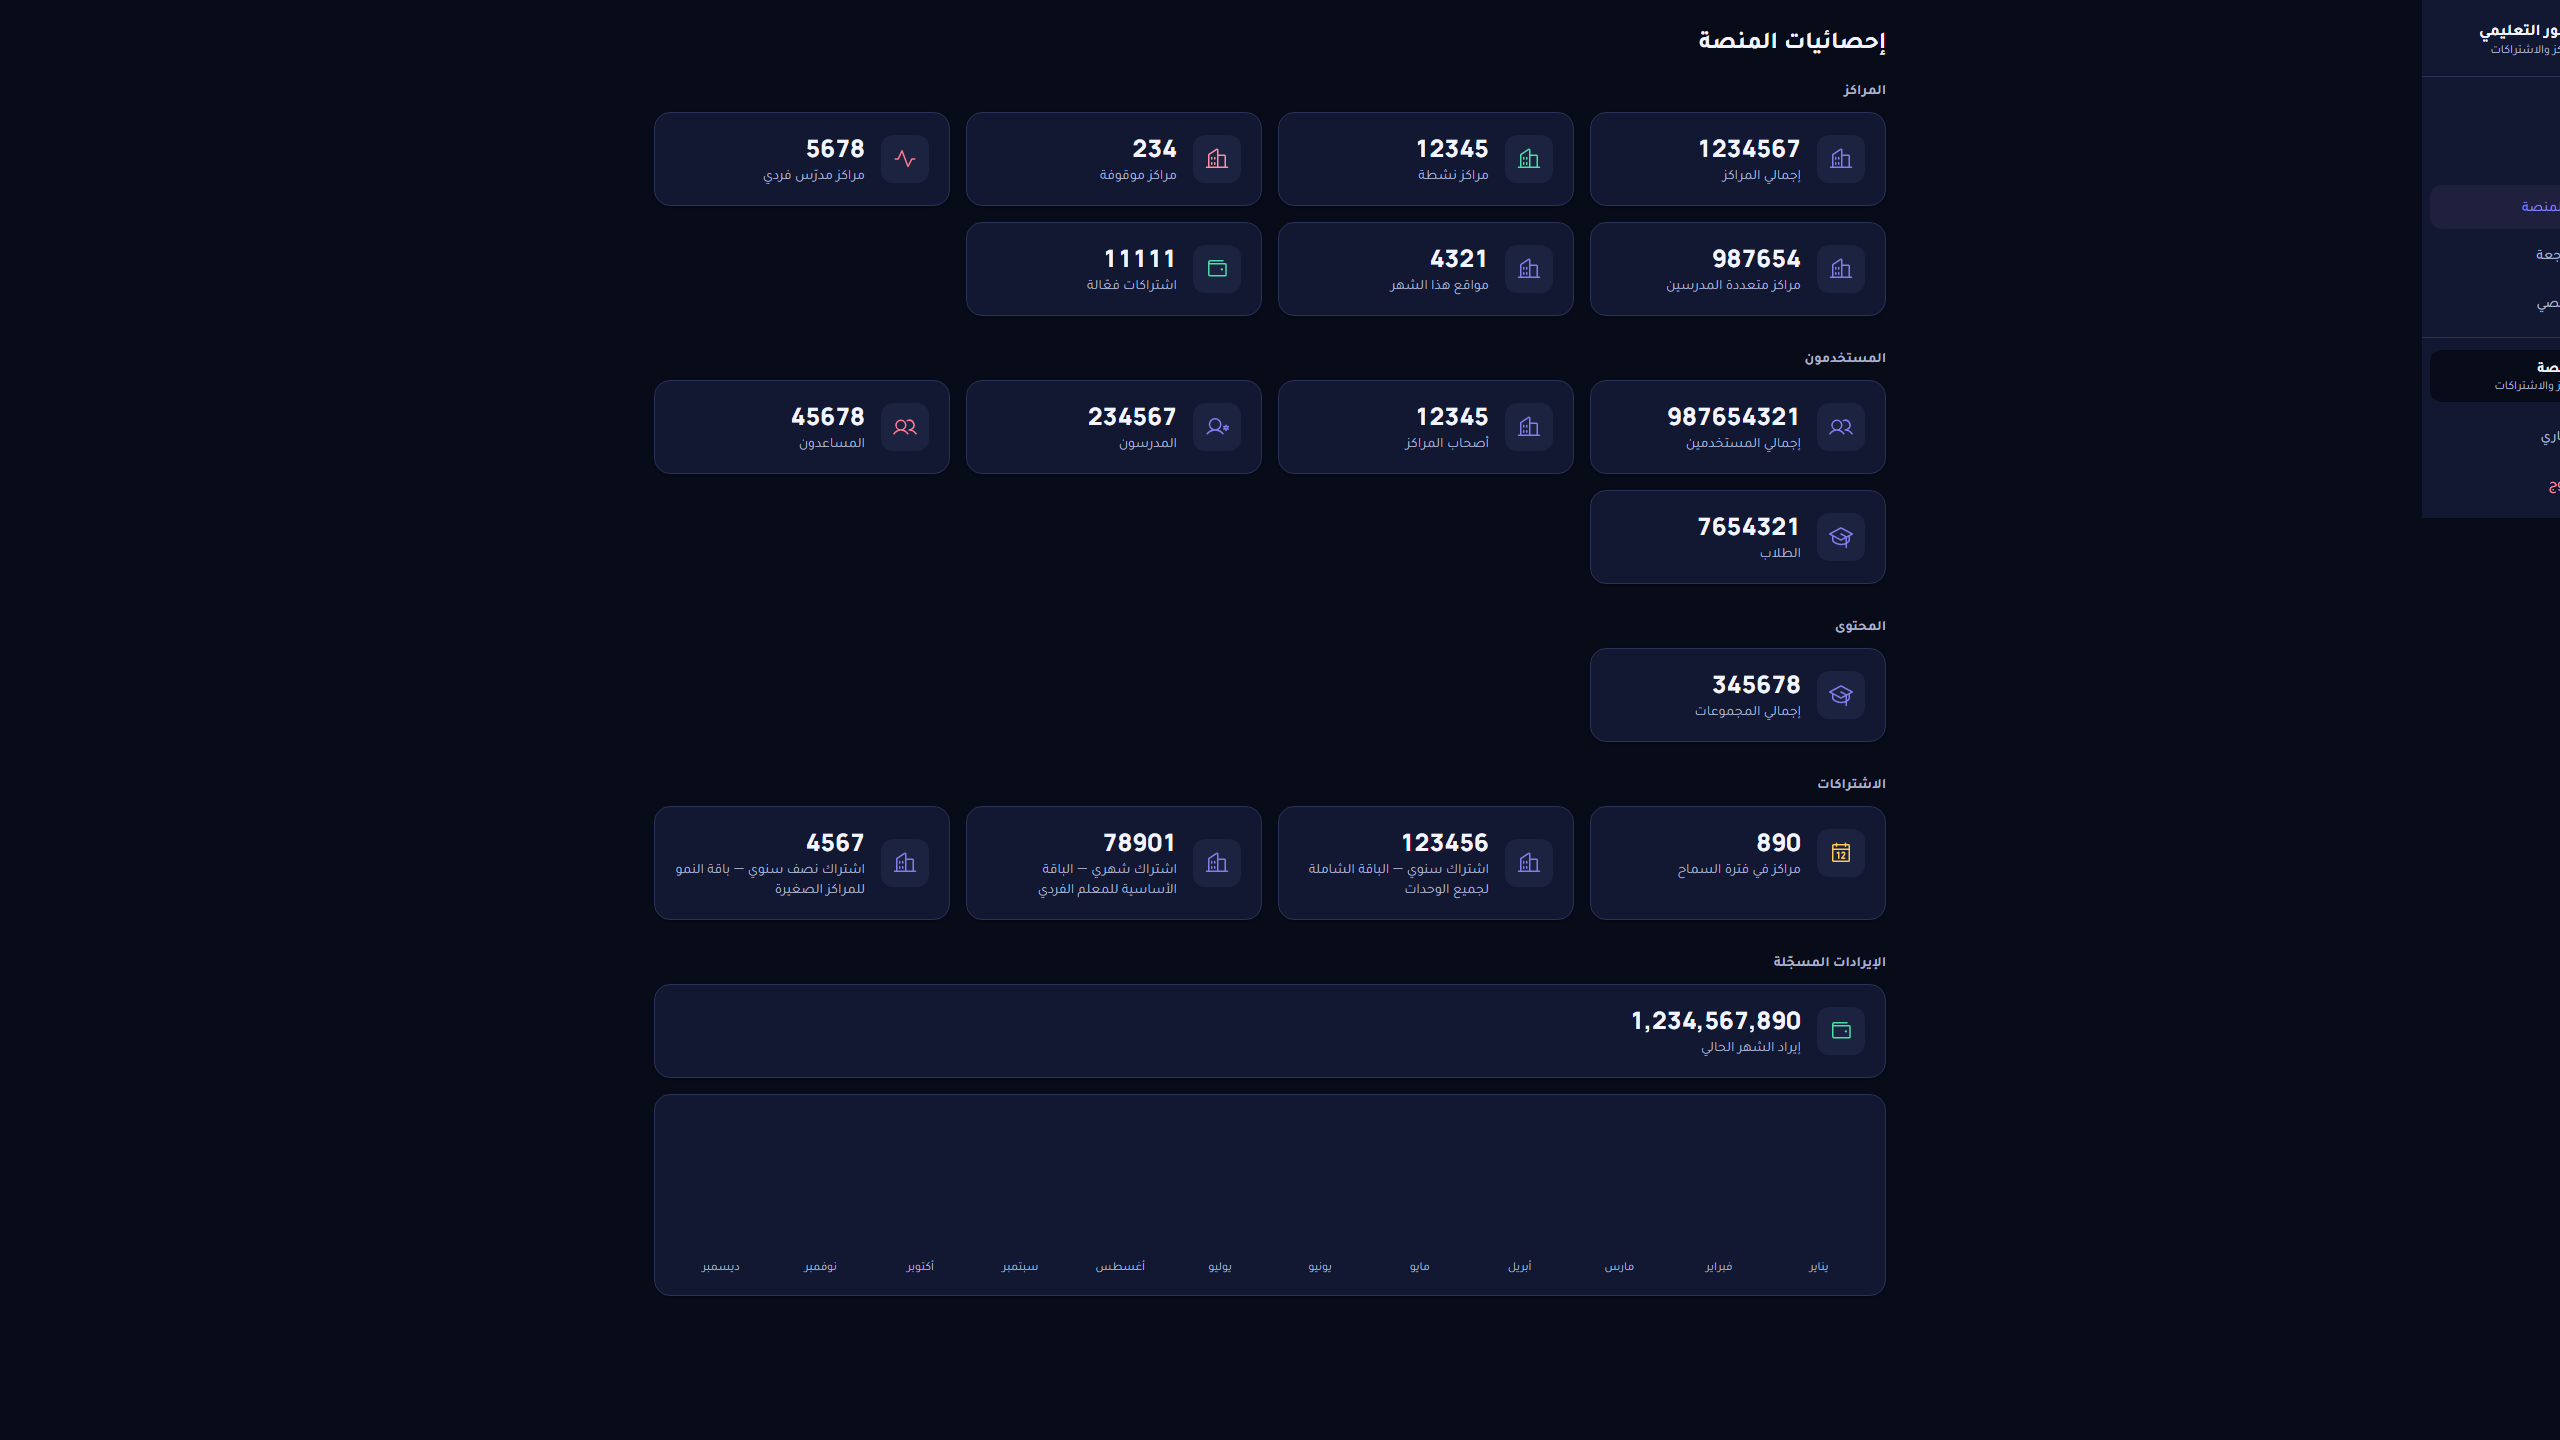 إحصائيات المنصة
المراكز
1234567
إجمالي المراكز
12345
مراكز نشطة
234
مراكز موقوفة
5678
مراكز مدرّس فردي
987654
مراكز متعددة المدرسين
4321
مواقع هذا الشهر
11111
اشتراكات فعّالة
المستخدمون
987654321
إجمالي المستخدمين
12345
أصحاب المراكز
234567
المدرسون
45678
المساعدون
7654321
الطلاب
المحتوى
345678
إجمالي المجموعات
الاشتراكات
890
مراكز في فترة السماح
123456
اشتراك سنوي — الباقة الشاملة
لجميع الوحدات
78901
اشتراك شهري — الباقة
الأساسية للمعلم الفردي
4567
اشتراك نصف سنوي — باقة النمو
للمراكز الصغيرة
الإيرادات المسجّلة
1,234,567,890
إيراد الشهر الحالي
يناير
فبراير
مارس
أبريل
مايو
يونيو
يوليو
أغسطس
سبتمبر
أكتوبر
نوفمبر
ديسمبر
التعليمي
والاشتراكات
والاشتراكات